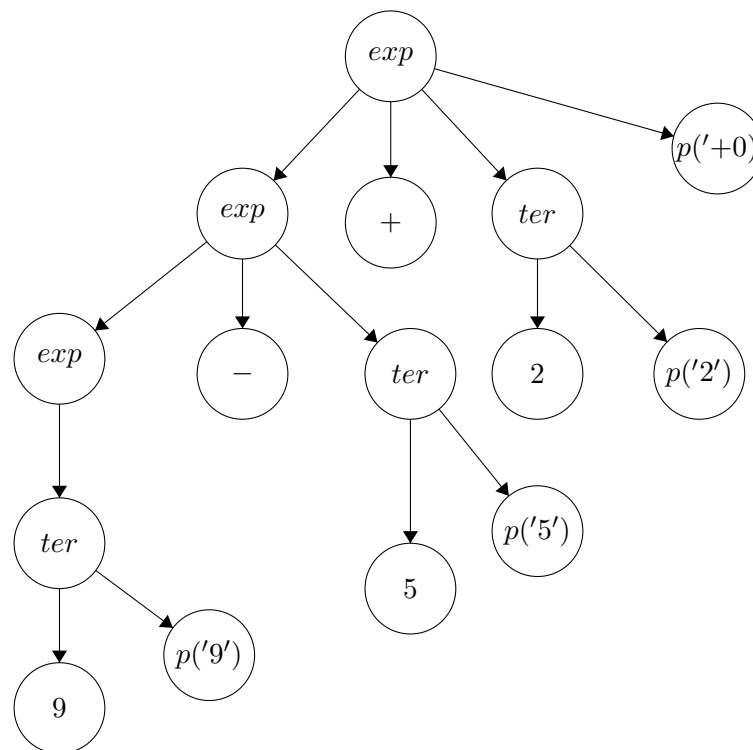 exp
p('+0)
exp
+
ter
exp
−
ter
2
p('2')
ter
5
p('5')
9
p('9')